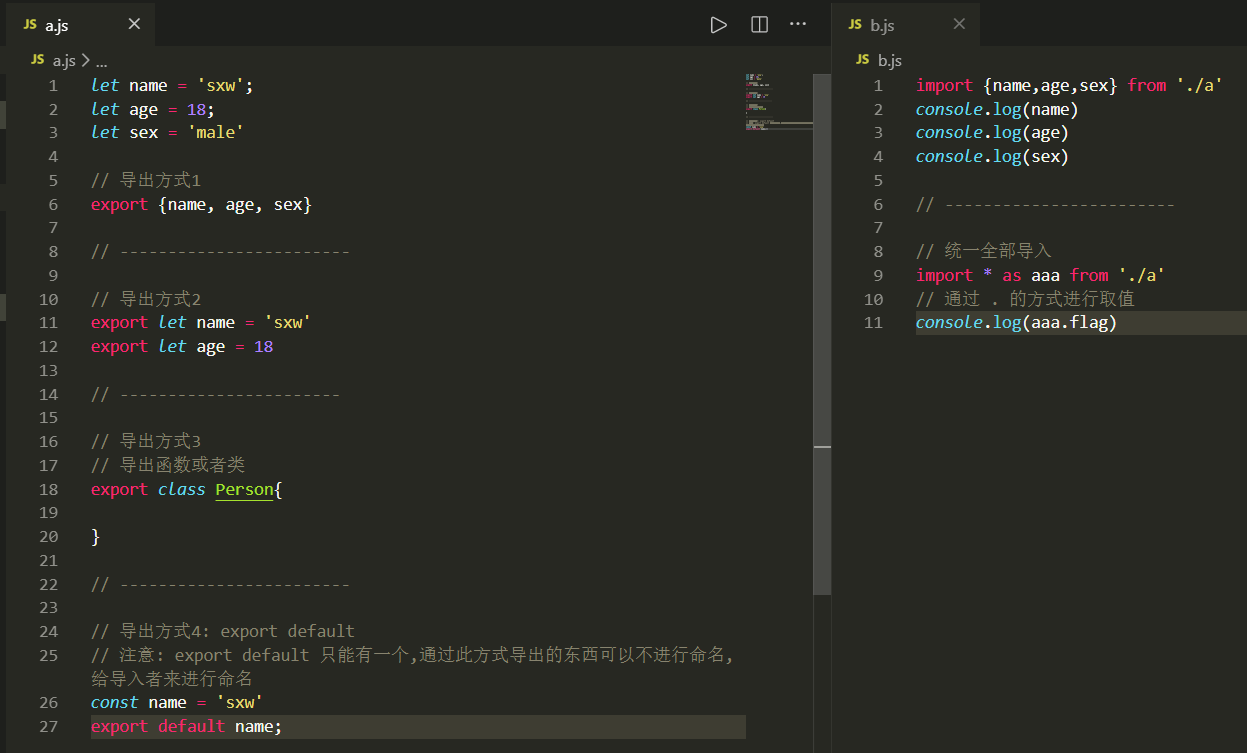 JS a.js ×
JS a.js > ...
1 let name = 'sxw';
2 let age = 18;
3 let sex = 'male'
4
5 // 导出方式1
6 export {name, age, sex}
7
8 // ------------------------
9
10 // 导出方式2
11 export let name = 'sxw'
12 export let age = 18
13
14 // -----------------------
15
16 // 导出方式3
17 // 导出函数或者类
18 export class Person{
19
20 }
21
22 // ------------------------
23
24 // 导出方式4: export default
25 // 注意: export default 只能有一个,通过此方式导出的东西可以不进行命名,
给导入者来进行命名
26 const name = 'sxw'
27 export default name;
JS b.js ×
JS b.js
1 import {name,age,sex} from './a'
2 console.log(name)
3 console.log(age)
4 console.log(sex)
5
6 // ------------------------
7
8 // 统一全部导入
9 import * as aaa from './a'
10 // 通过 . 的方式进行取值
11 console.log(aaa.flag)